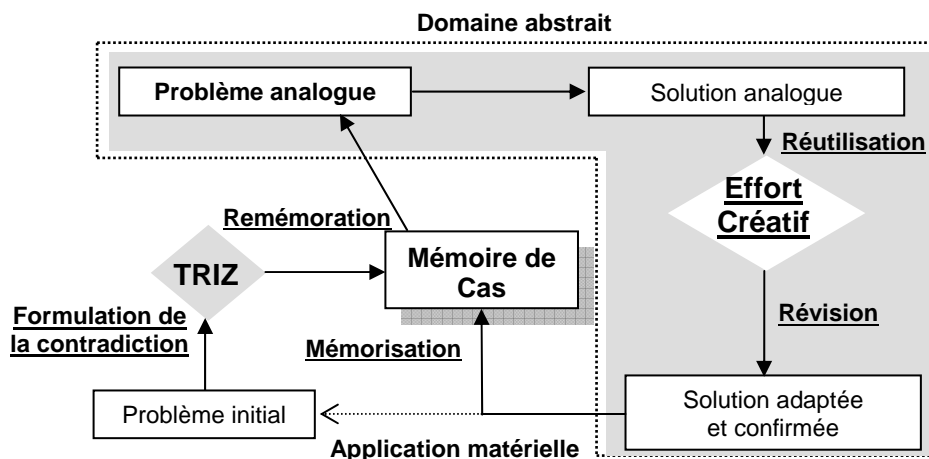 Domaine abstrait
Problème analogue
Solution analogue
Réutilisation
Effort
Créatif
Remémoration
Mémoire de
Cas
TRIZ
Formulation de
la contradiction
Révision
Mémorisation
Problème initial
Solution adaptée
et confirmée
Application matérielle